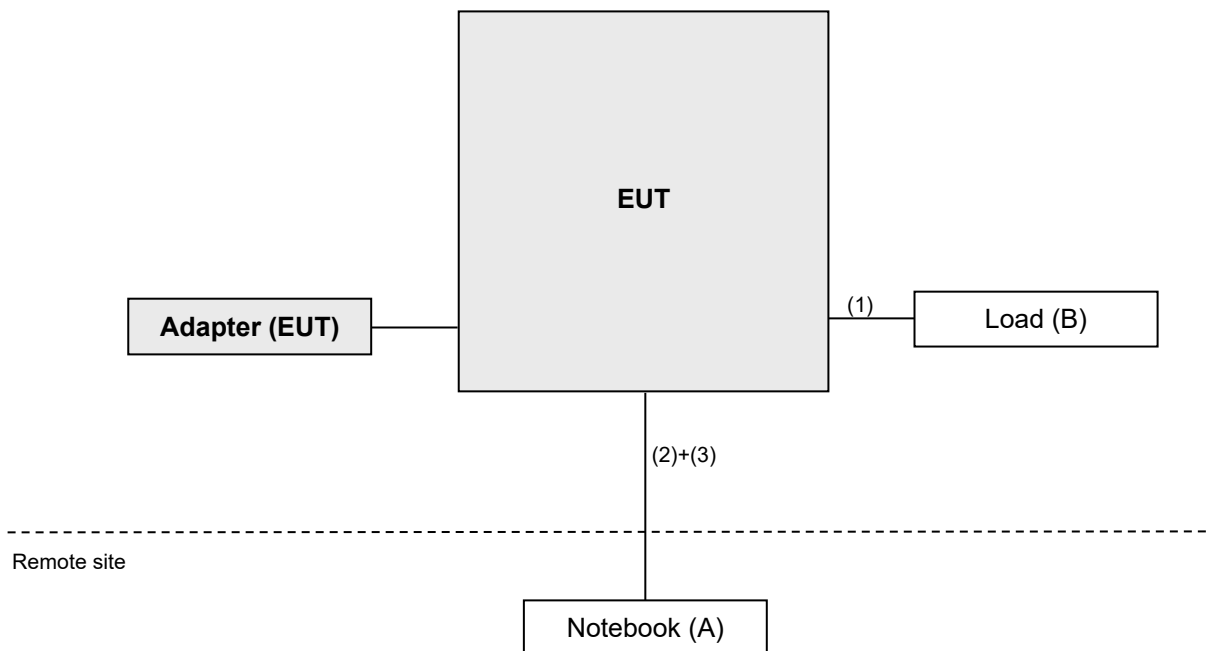 EUT
(1)
Load (B)
Adapter (EUT)
(2)+(3)
Remote site
Notebook (A)